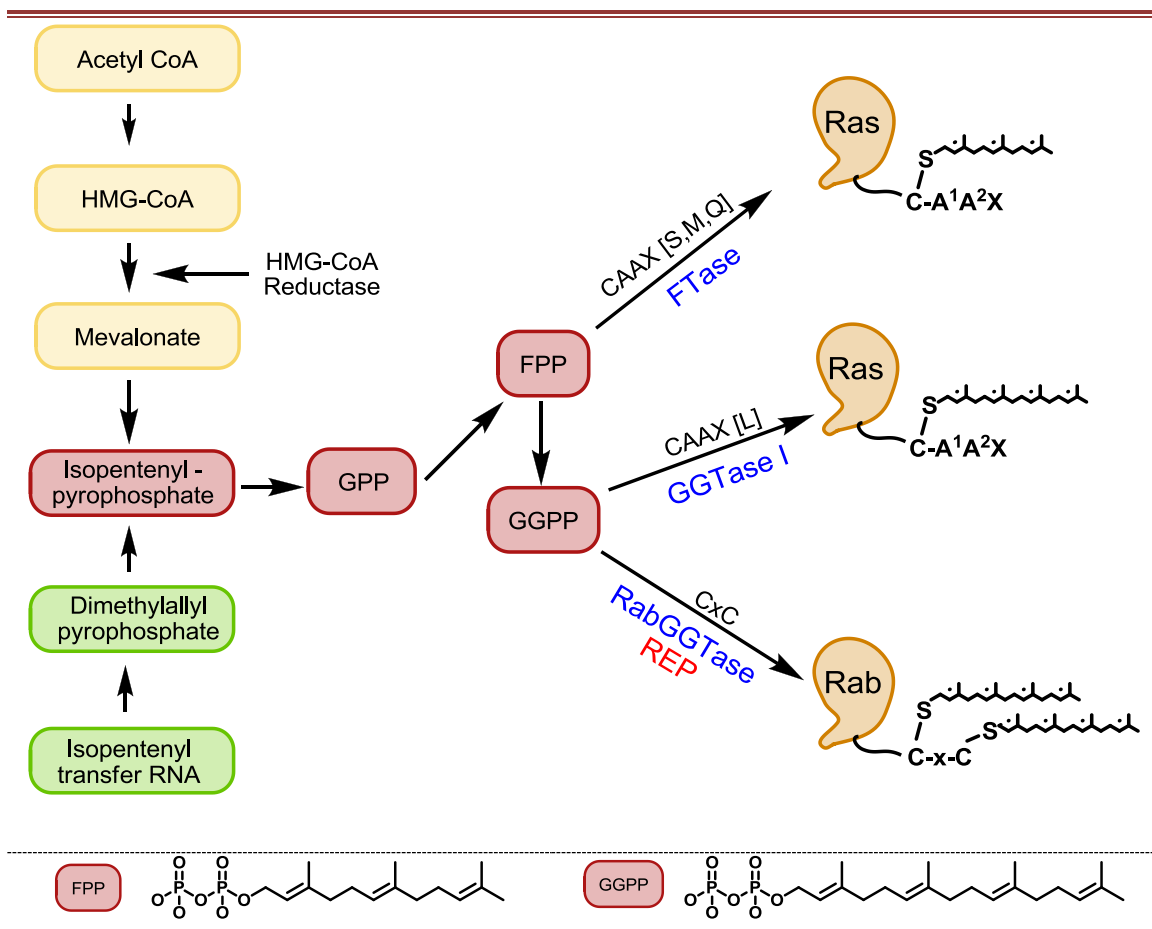 Acetyl CoA
HMG-CoA
HMG-CoA
Reductase
Mevalonate
Isopentenyl -
pyrophosphate
Dimethylallyl
pyrophosphate
Isopentenyl
transfer RNA
GPP
FPP
GGPP
CAAX [S,M,Q]
FTase
CAAX [L]
GGTase I
CxC
RabGGTase
REP
Ras
S
C-A¹A²X
Ras
S
C-A¹A²X
Rab
S
S
C-x-C
FPP
O O
O P O P O
O O
GGPP
O O
O P O P O
O O